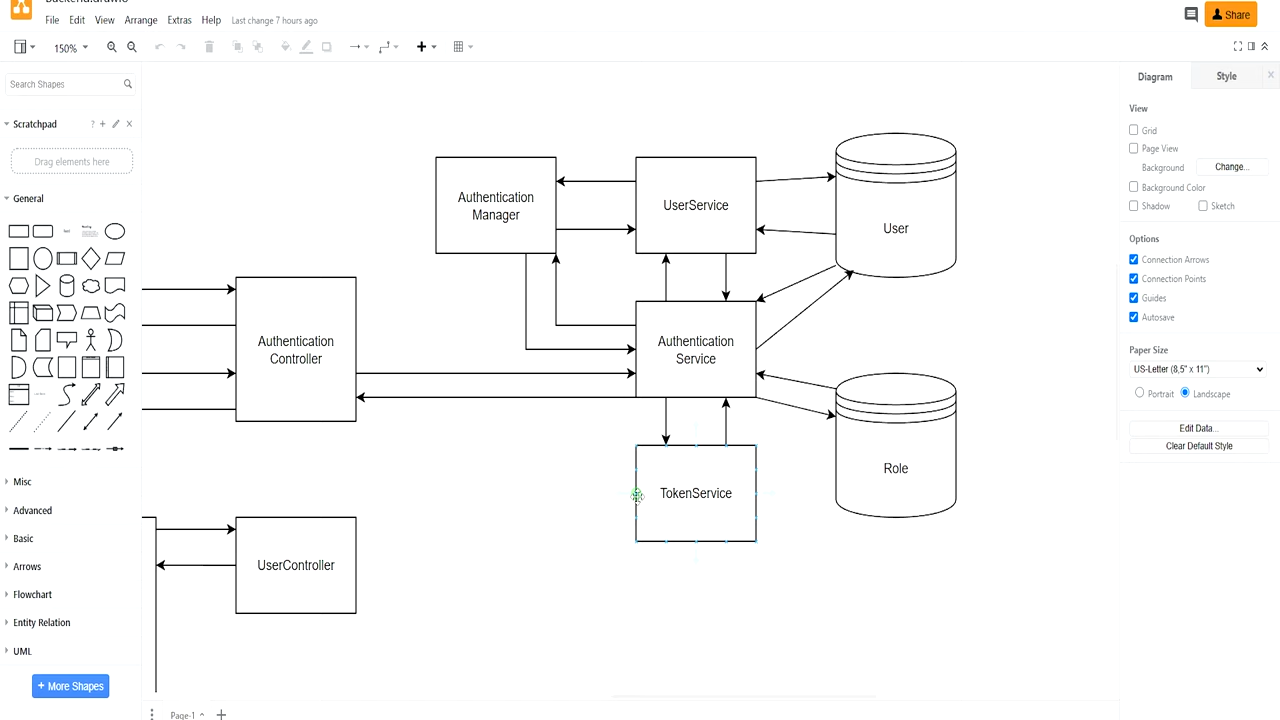 Backend.drawio
File Edit View Arrange Extras Help Last change 7 hours ago
Share
150%
Search Shapes
Scratchpad
?
Drag elements here
General
Misc
Advanced
Basic
Arrows
Flowchart
Entity Relation
UML
+ More Shapes
Authentication
Manager
UserService
User
Authentication
Controller
Authentication
Service
Role
TokenService
UserController
Page-1
Diagram
Style
View
Grid
Page View
Background
Change...
Background Color
Shadow
Sketch
Options
Connection Arrows
Connection Points
Guides
Autosave
Paper Size
US-Letter (8,5" x 11")
Portrait
Landscape
Edit Data...
Clear Default Style